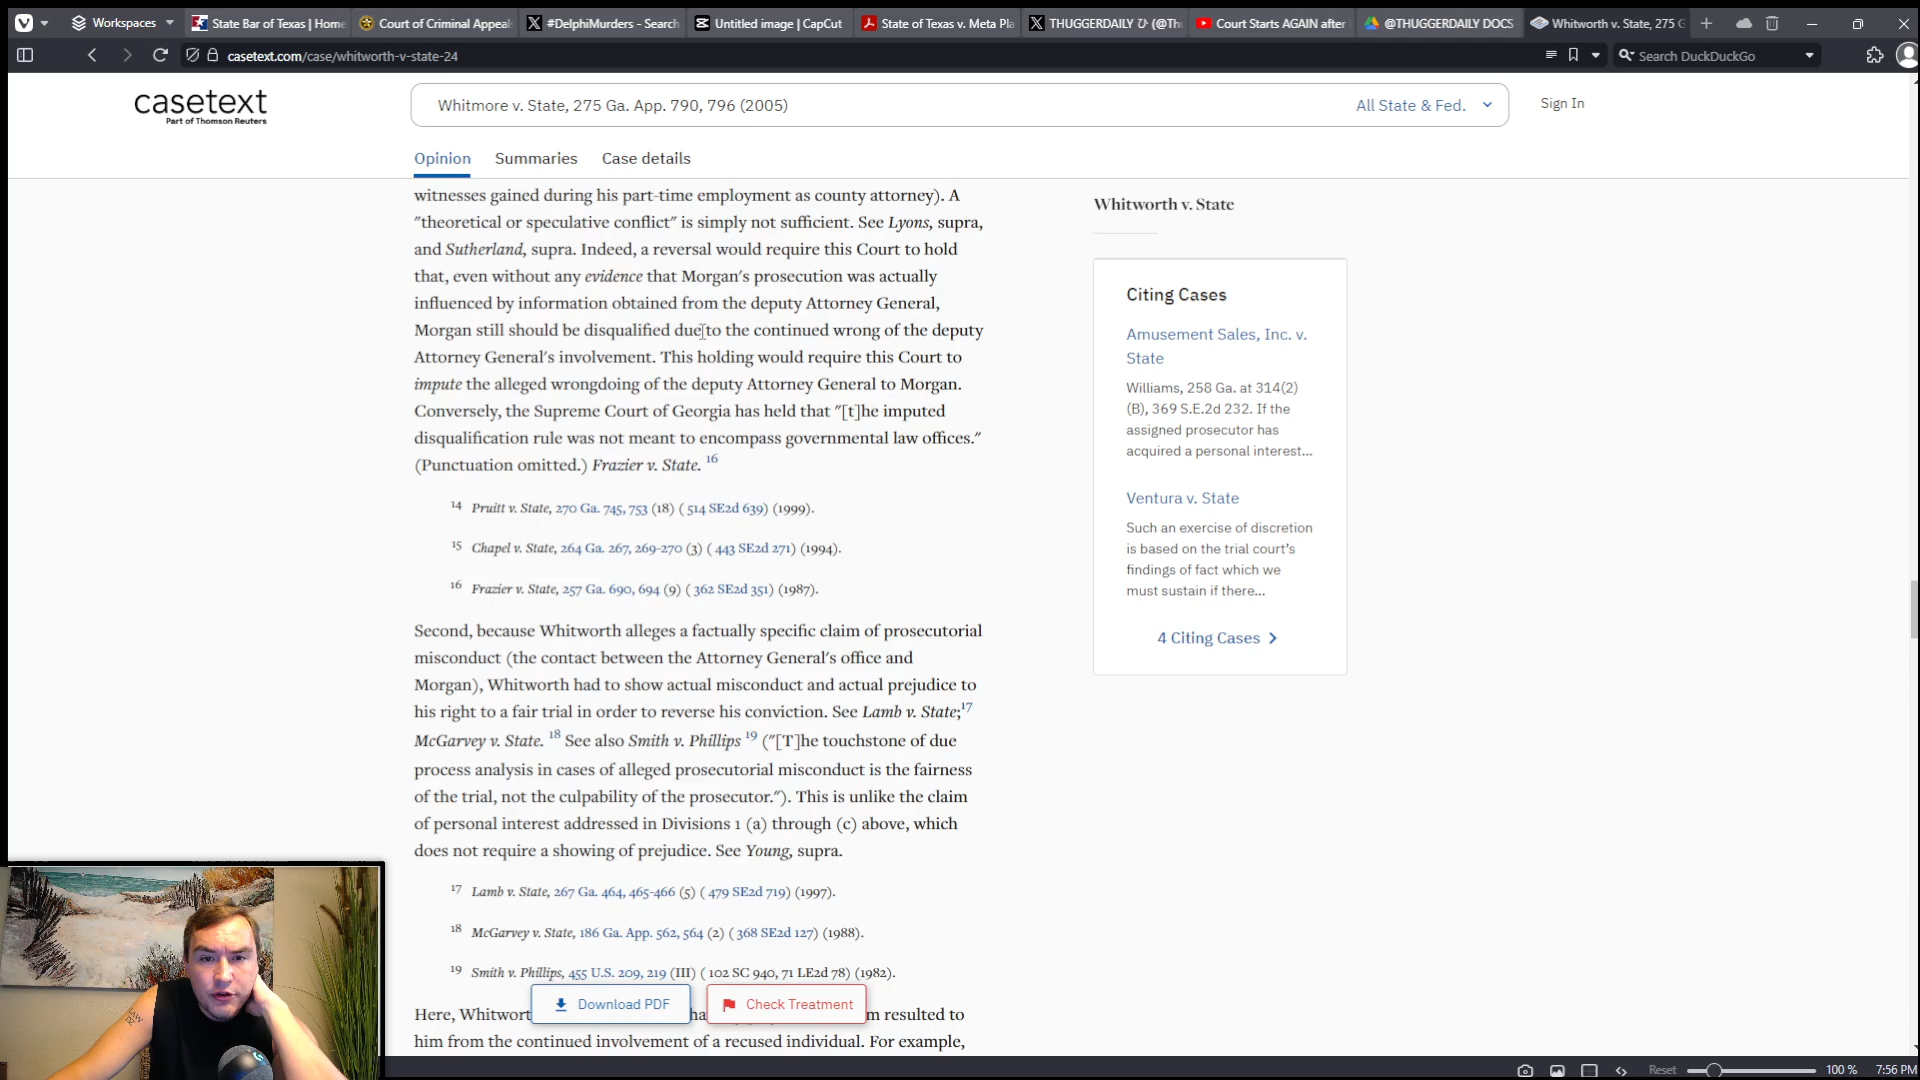 Workspaces
State Bar of Texas | Home
Court of Criminal Appeal
#DelphiMurders - Search
Untitled image | CapCut
State of Texas v. Meta Pla
THUGGERDAILY
Court Starts AGAIN after
@THUGGERDAILY DOCS
Whitworth v. State, 275 G
casetext.com/case/whitworth-v-state-24
Search DuckDuckGo
casetext
Part of Thomson Reuters
Whitmore v. State, 275 Ga. App. 790, 796 (2005)
All State & Fed.
Sign In
Opinion
Summaries
Case details
witnesses gained during his part-time employment as county attorney). A
"theoretical or speculative conflict" is simply not sufficient. See Lyons, supra,
and Sutherland, supra. Indeed, a reversal would require this Court to hold
that, even without any evidence that Morgan's prosecution was actually
influenced by information obtained from the deputy Attorney General,
Morgan still should be disqualified due to the continued wrong of the deputy
Attorney General's involvement. This holding would require this Court to
impute the alleged wrongdoing of the deputy Attorney General to Morgan.
Conversely, the Supreme Court of Georgia has held that "[t]he imputed
disqualification rule was not meant to encompass governmental law offices."
(Punctuation omitted.) Frazier v. State. 16
14 Pruitt v. State, 270 Ga. 745, 753 (18) ( 514 SE2d 639) (1999).
15 Chapel v. State, 264 Ga. 267, 269-270 (3) ( 443 SE2d 271) (1994).
16 Frazier v. State, 257 Ga. 690, 694 (9) ( 362 SE2d 351) (1987).
Second, because Whitworth alleges a factually specific claim of prosecutorial
misconduct (the contact between the Attorney General's office and
Morgan), Whitworth had to show actual misconduct and actual prejudice to
his right to a fair trial in order to reverse his conviction. See Lamb v. State;17
McGarvey v. State. 18 See also Smith v. Phillips 19 ("[T]he touchstone of due
process analysis in cases of alleged prosecutorial misconduct is the fairness
of the trial, not the culpability of the prosecutor."). This is unlike the claim
of personal interest addressed in Divisions 1 (a) through (c) above, which
does not require a showing of prejudice. See Young, supra.
17 Lamb v. State, 267 Ga. 464, 465-466 (5) ( 479 SE2d 719) (1997).
18 McGarvey v. State, 186 Ga. App. 562, 564 (2) ( 368 SE2d 127) (1988).
19 Smith v. Phillips, 455 U.S. 209, 219 (III) ( 102 SC 940, 71 LE2d 78) (1982).
Here, Whitwort
m resulted to
him from the continued involvement of a recused individual. For example,
Download PDF
Check Treatment
Whitworth v. State
Citing Cases
Amusement Sales, Inc. v.
State
Williams, 258 Ga. at 314(2)
(B), 369 S.E.2d 232. If the
assigned prosecutor has
acquired a personal interest...
Ventura v. State
Such an exercise of discretion
is based on the trial court's
findings of fact which we
must sustain if there...
4 Citing Cases
Reset
100 %
7:56 PM